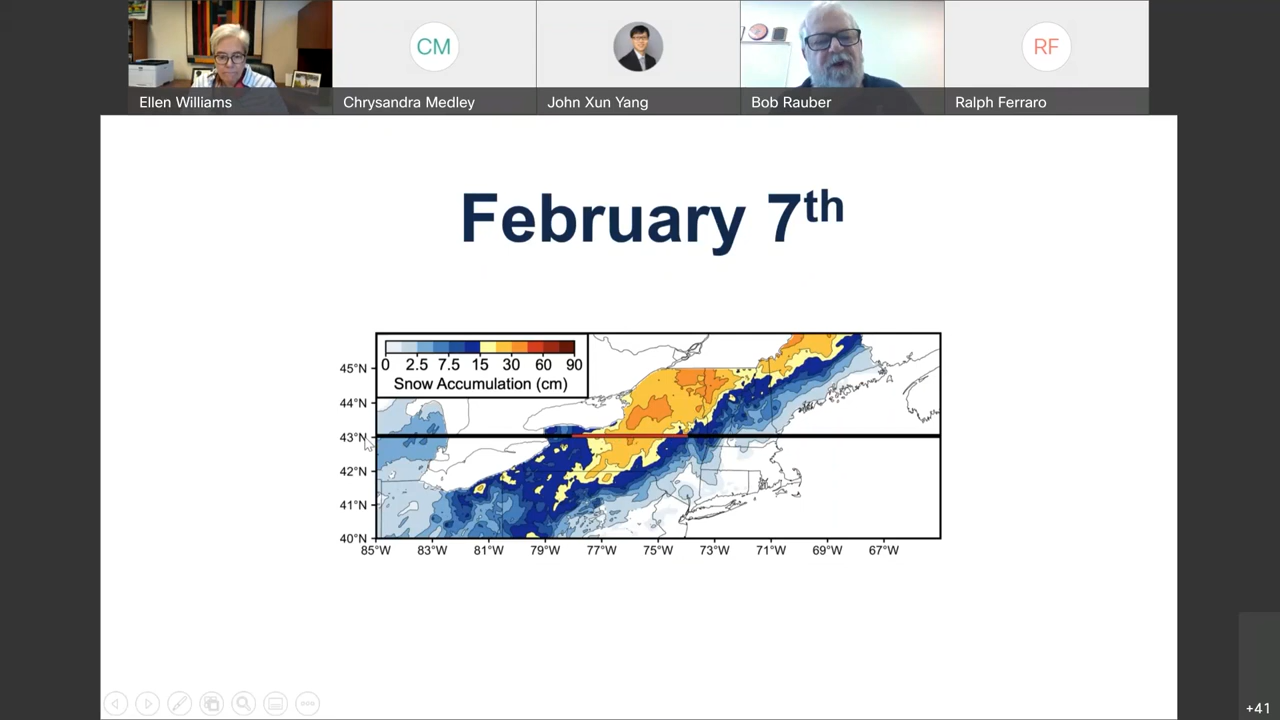 CM
RF
Ellen Williams
Chrysandra Medley
John Xun Yang
Bob Rauber
Ralph Ferraro
February 7th
0 2.5 7.5 15 30 60 90
Snow Accumulation (cm)
45°N
44°N
43°N
42°N
41°N
40°N
85°W 83°W 81°W 79°W 77°W 75°W 73°W 71°W 69°W 67°W
+41